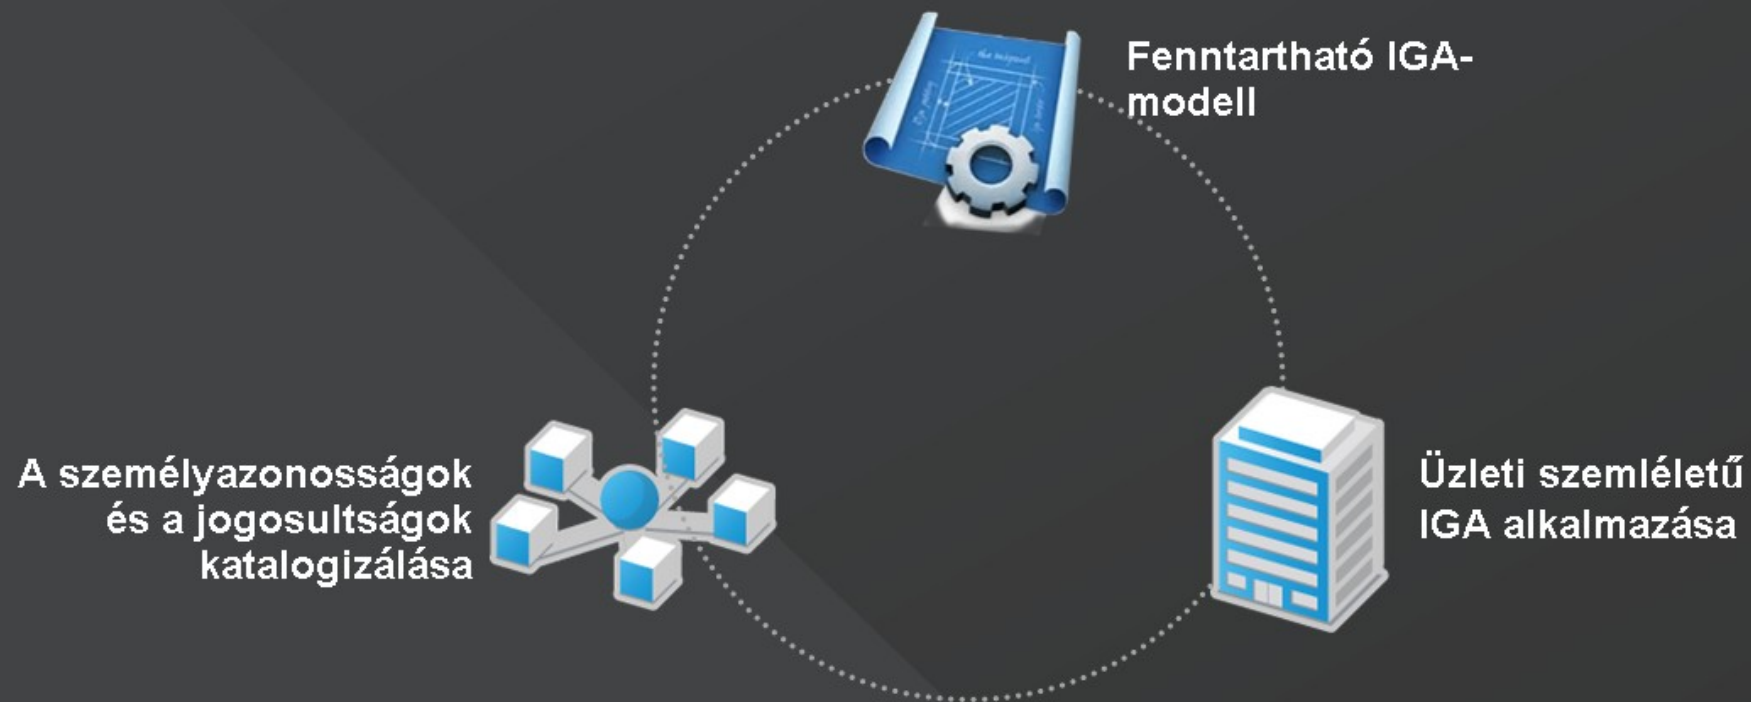 Fenntartható IGA-
modell
A személyazonosságok
és a jogosultságok
katalogizálása
Üzleti szemléletű
IGA alkalmazása